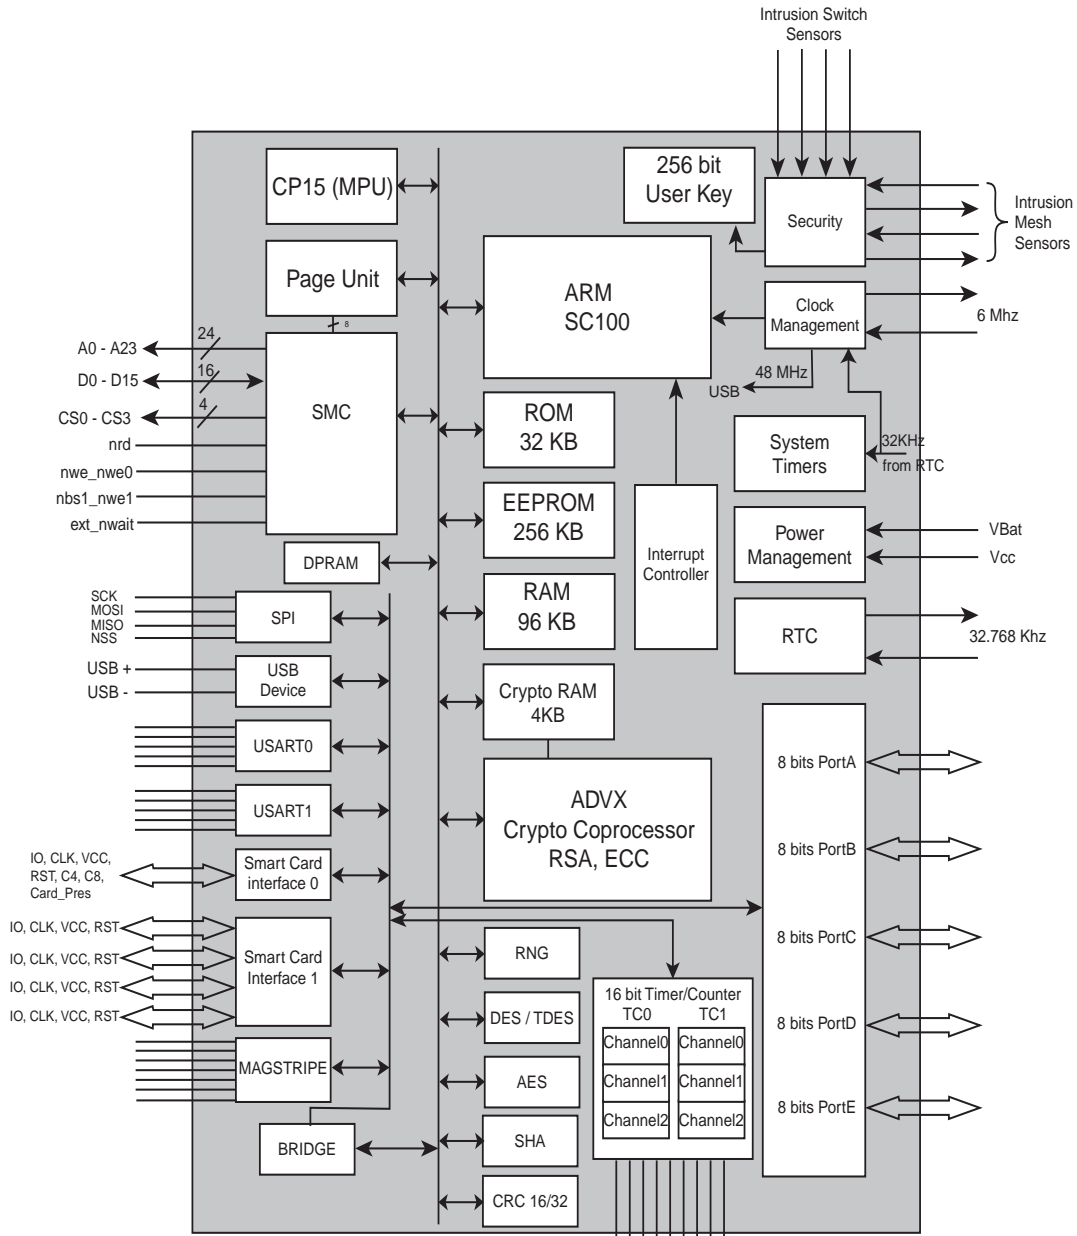 Intrusion Switch
Sensors
CP15 (MPU)
256 bit
User Key
Security
Intrusion
Mesh
Sensors
Page Unit
8
ARM
SC100
Clock
Management
6 Mhz
48 MHz
USB
A0 - A23
24
D0 - D15
16
CS0 - CS3
4
nrd
nwe_nwe0
nbs1_nwe1
ext_nwait
SMC
ROM
32 KB
System
Timers
32KHz
from RTC
EEPROM
256 KB
Interrupt
Controller
Power
Management
VBat
Vcc
DPRAM
RAM
96 KB
RTC
32.768 Khz
SCK
MOSI
MISO
NSS
SPI
USB +
USB -
USB
Device
Crypto RAM
4KB
USART0
USART1
ADVX
Crypto Coprocessor
RSA, ECC
8 bits PortA
8 bits PortB
8 bits PortC
8 bits PortD
8 bits PortE
IO, CLK, VCC,
RST, C4, C8,
Card_Pres
Smart Card
interface 0
IO, CLK, VCC, RST
IO, CLK, VCC, RST
IO, CLK, VCC, RST
IO, CLK, VCC, RST
Smart Card
Interface 1
MAGSTRIPE
BRIDGE
RNG
DES / TDES
AES
SHA
CRC 16/32
16 bit Timer/Counter
TC0 TC1
Channel0 Channel0
Channel1 Channel1
Channel2 Channel2